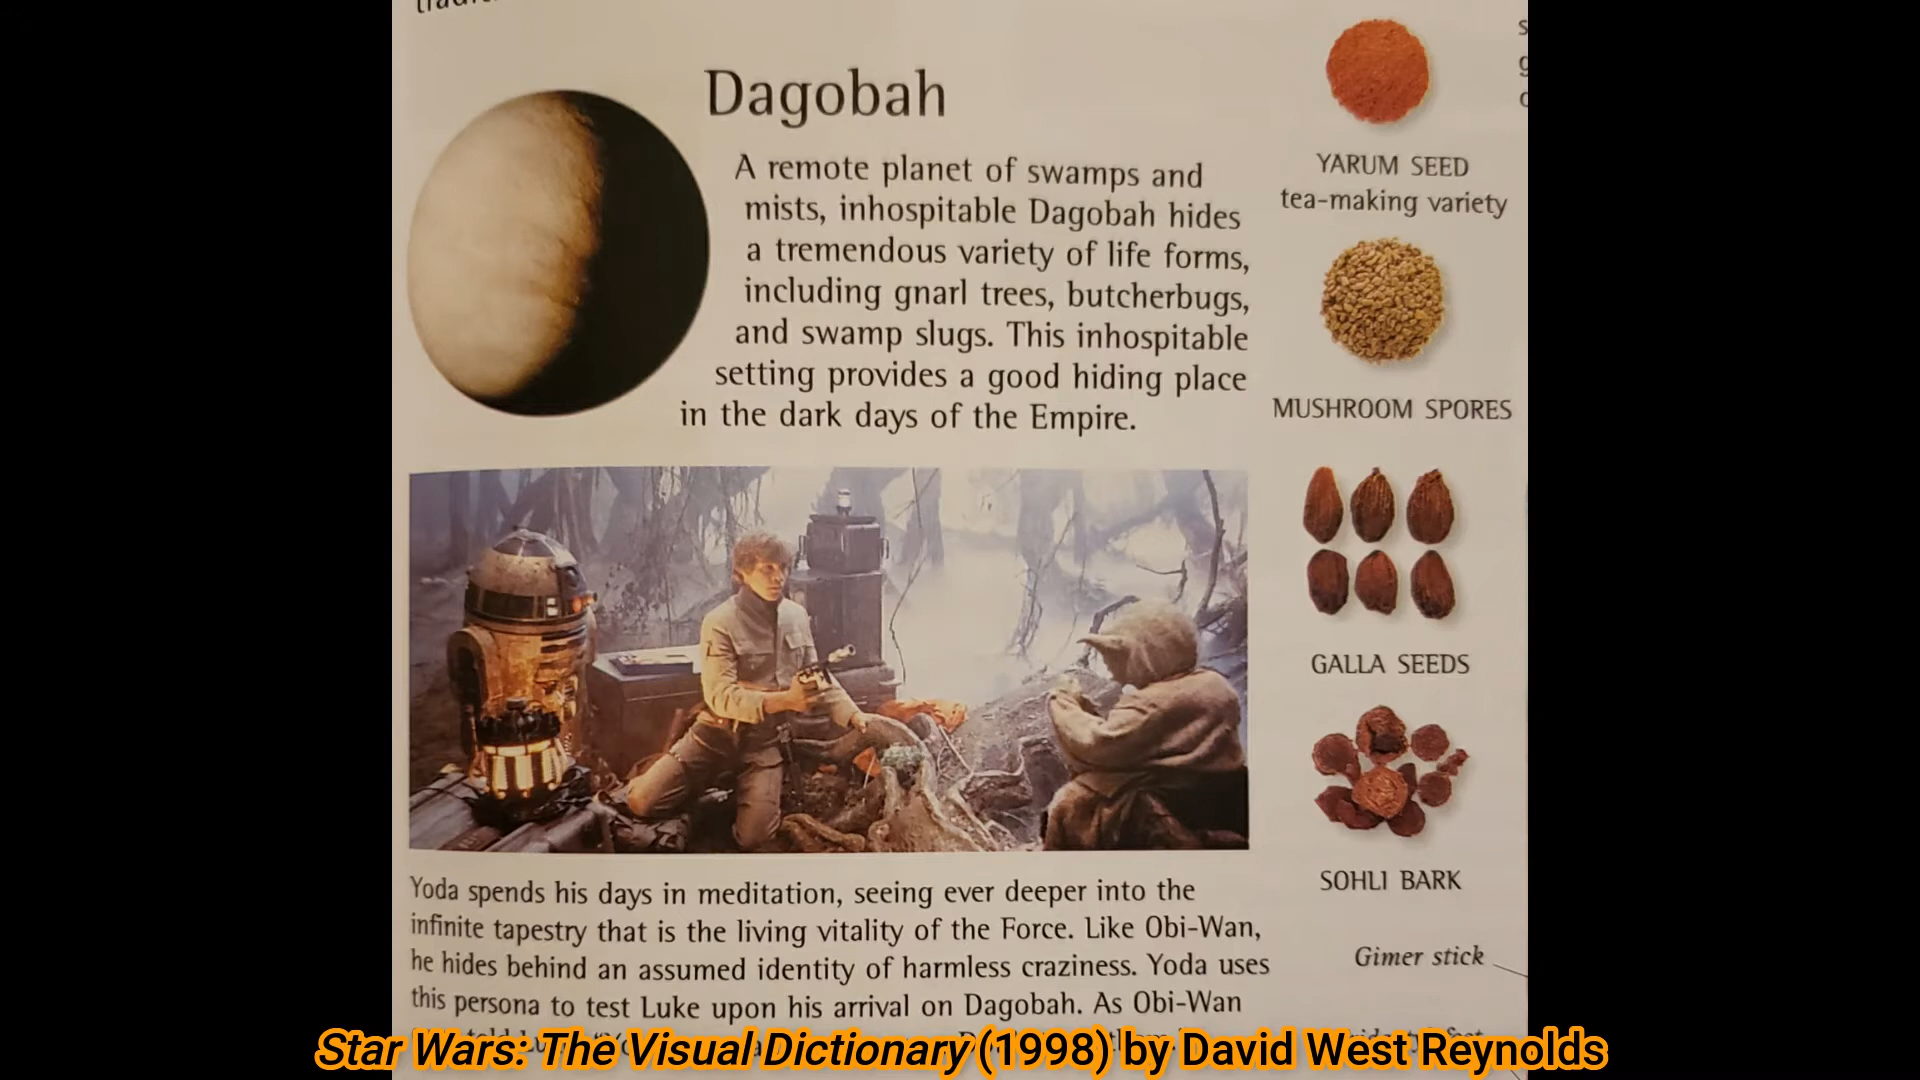 Dagobah
A remote planet of swamps and
mists, inhospitable Dagobah hides
a tremendous variety of life forms,
including gnarl trees, butcherbugs,
and swamp slugs. This inhospitable
setting provides a good hiding place
in the dark days of the Empire.
Yoda spends his days in meditation, seeing ever deeper into the
infinite tapestry that is the living vitality of the Force. Like Obi-Wan,
he hides behind an assumed identity of harmless craziness. Yoda uses
this persona to test Luke upon his arrival on Dagobah. As Obi-Wan
YARUM SEED
tea-making variety
MUSHROOM SPORES
GALLA SEEDS
SOHLI BARK
Gimer stick
Star Wars: The Visual Dictionary (1998) by David West Reynolds